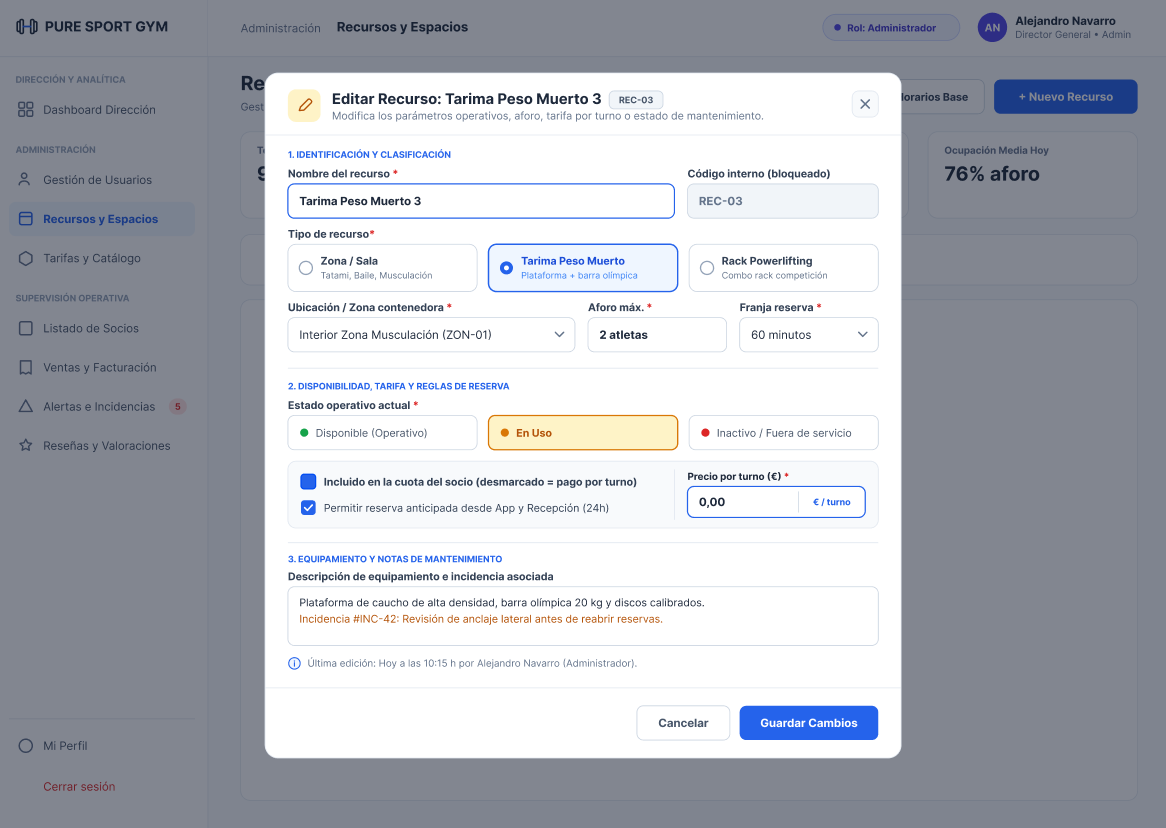 PURE SPORT GYM
Administración
Recursos y Espacios
Rol: Administrador
AN
Alejandro Navarro
Director General • Admin
DIRECCIÓN Y ANALÍTICA
Dashboard Dirección
ADMINISTRACIÓN
Gestión de Usuarios
Recursos y Espacios
Tarifas y Catálogo
SUPERVISIÓN OPERATIVA
Listado de Socios
Ventas y Facturación
Alertas e Incidencias
5
Reseñas y Valoraciones
Mi Perfil
Cerrar sesión
+ Nuevo Recurso
Ocupación Media Hoy
76% aforo
Editar Recurso: Tarima Peso Muerto 3
REC-03
Modifica los parámetros operativos, aforo, tarifa por turno o estado de mantenimiento.
1. IDENTIFICACIÓN Y CLASIFICACIÓN
Nombre del recurso *
Código interno (bloqueado)
Tarima Peso Muerto 3
REC-03
Tipo de recurso*
Zona / Sala
Tatami, Baile, Musculación
Tarima Peso Muerto
Plataforma + barra olímpica
Rack Powerlifting
Combo rack competición
Ubicación / Zona contenedora *
Aforo máx. *
Franja reserva *
Interior Zona Musculación (ZON-01)
2 atletas
60 minutos
2. DISPONIBILIDAD, TARIFA Y REGLAS DE RESERVA
Estado operativo actual *
Disponible (Operativo)
En Uso
Inactivo / Fuera de servicio
Incluido en la cuota del socio (desmarcado = pago por turno)
Permitir reserva anticipada desde App y Recepción (24h)
Precio por turno (€) *
0,00
€ / turno
3. EQUIPAMIENTO Y NOTAS DE MANTENIMIENTO
Descripción de equipamiento e incidencia asociada
Plataforma de caucho de alta densidad, barra olímpica 20 kg y discos calibrados.
Incidencia #INC-42: Revisión de anclaje lateral antes de reabrir reservas.
Última edición: Hoy a las 10:15 h por Alejandro Navarro (Administrador).
Cancelar
Guardar Cambios